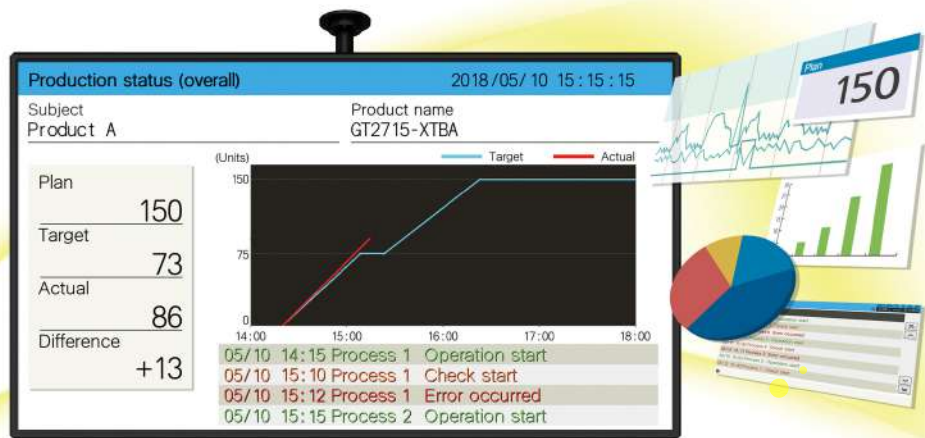 Production status (overall) 2018/05/10 15:15:15
Subject
Product A
Product name
GT2715-XTBA
Plan
150
Target
73
Actual
86
Difference
+13
(Units)
Target Actual
150
75
0
14:00 15:00 16:00 17:00 18:00
05/10 14:15 Process 1 Operation start
05/10 15:10 Process 1 Check start
05/10 15:12 Process 1 Error occurred
05/10 15:15 Process 2 Operation start
Plan
150